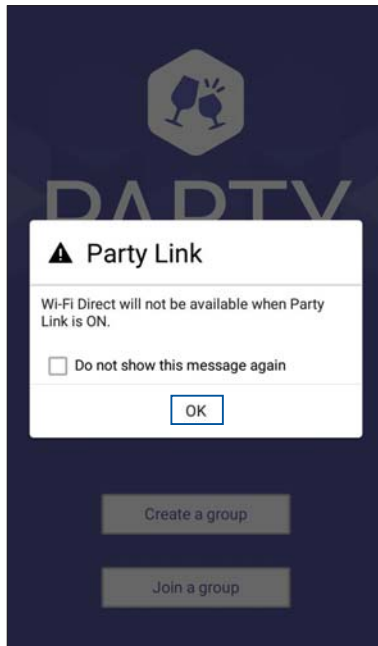 PARTY
Party Link
Wi-Fi Direct will not be available when Party
Link is ON.
Do not show this message again
OK
Create a group
Join a group